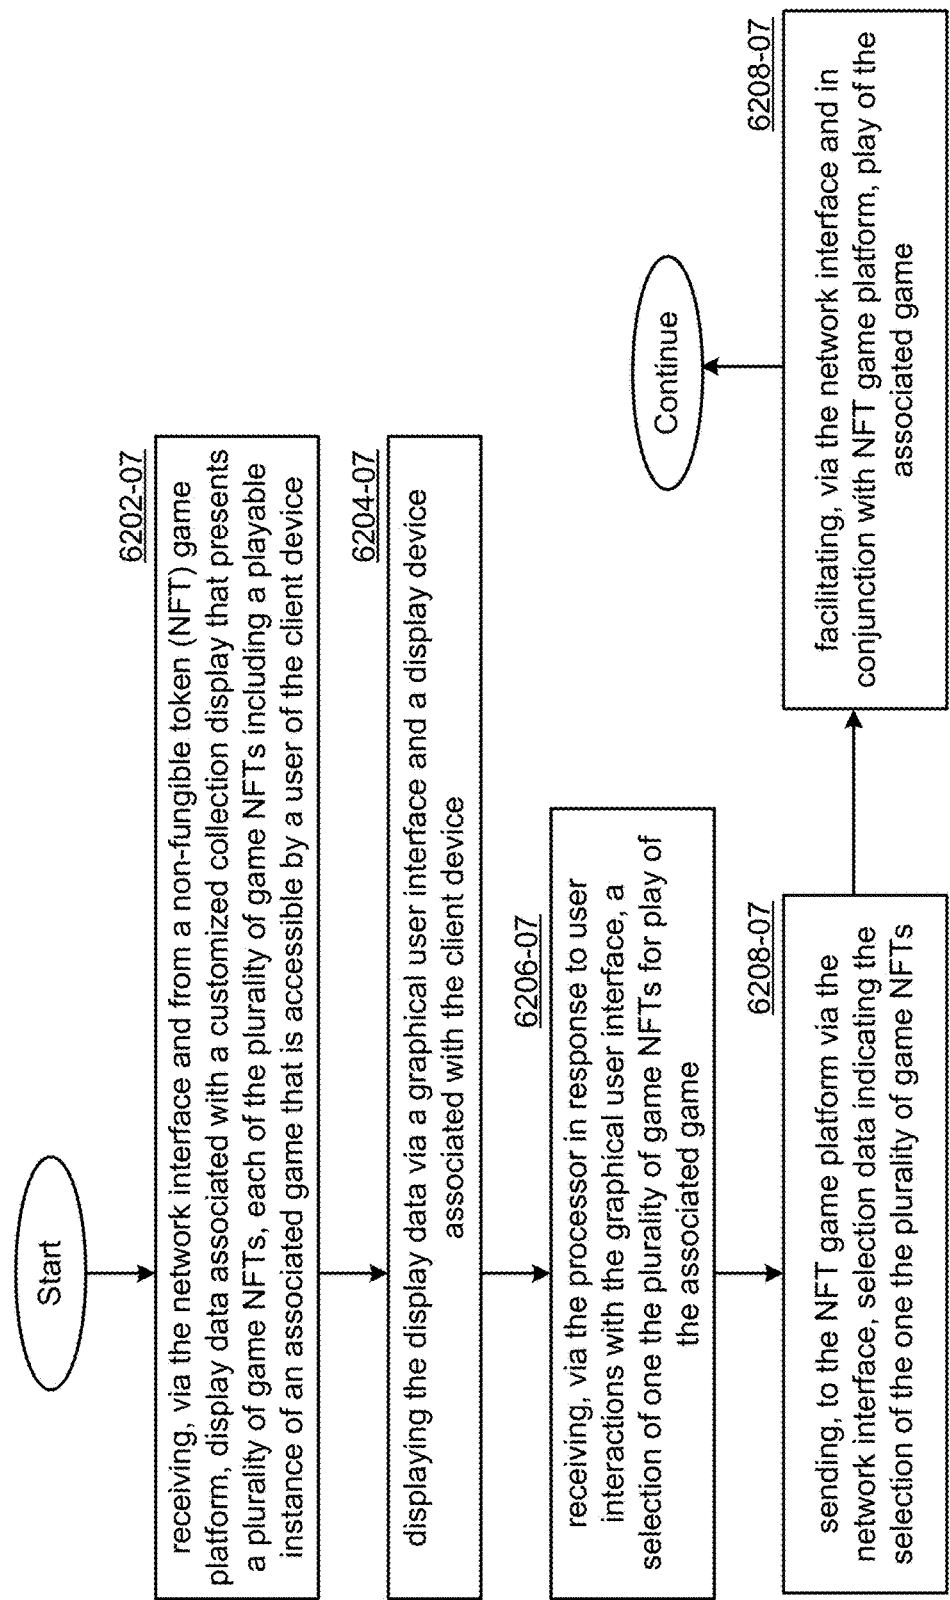 Start
6202-07
receiving, via the network interface and from a non-fungible token (NFT) game
platform, display data associated with a customized collection display that presents
a plurality of game NFTs, each of the plurality of game NFTs including a playable
instance of an associated game that is accessible by a user of the client device
6204-07
displaying the display data via a graphical user interface and a display device
associated with the client device
6206-07
receiving, via the processor in response to user
interactions with the graphical user interface, a
selection of one the plurality of game NFTs for play of
the associated game
6208-07
sending, to the NFT game platform via the
network interface, selection data indicating the
selection of the one the plurality of game NFTs
6208-07
facilitating, via the network interface and in
conjunction with NFT game platform, play of the
associated game
Continue